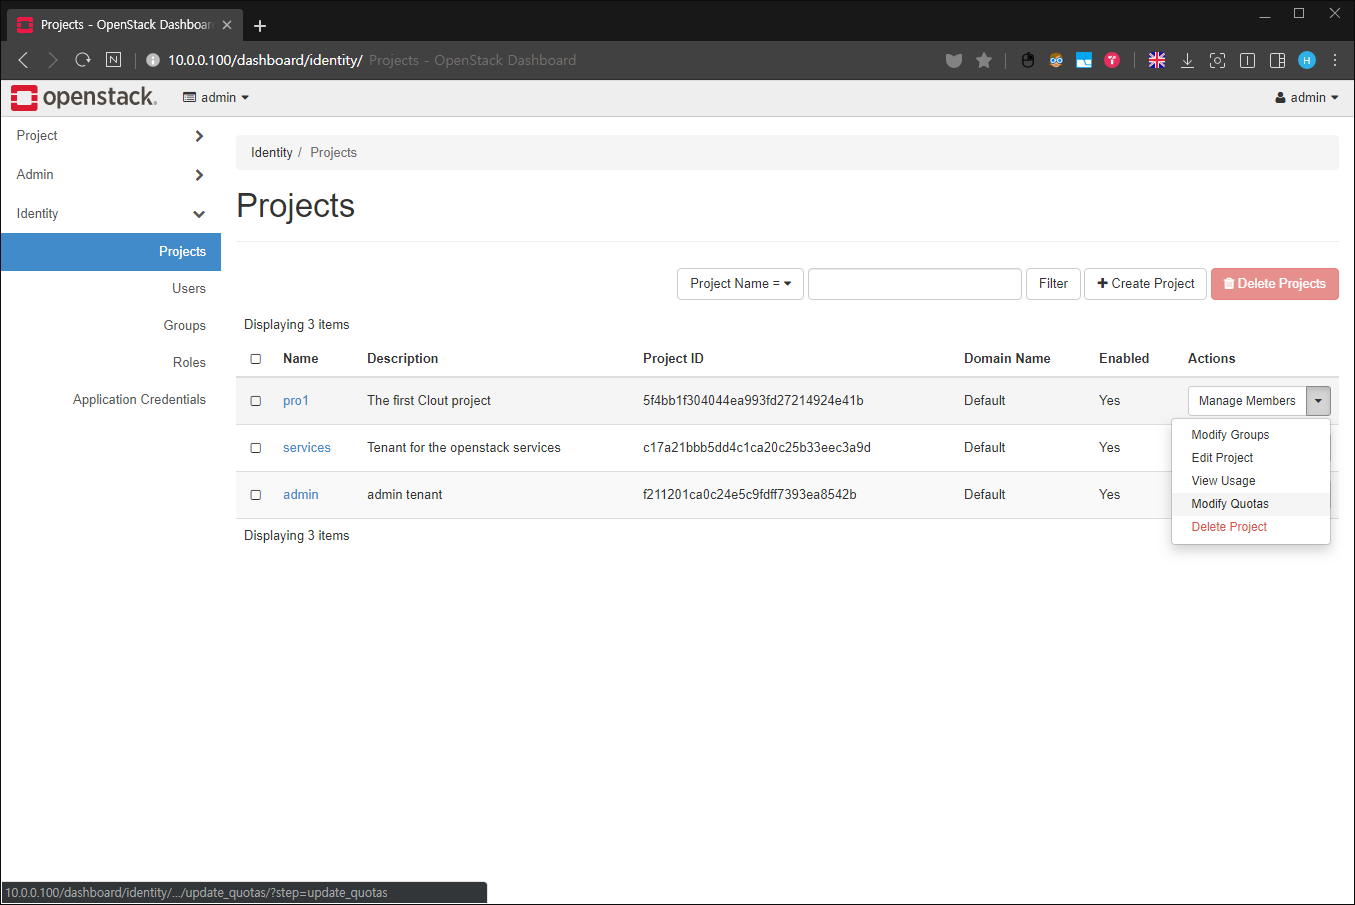 Projects - OpenStack Dashboar
N 10.0.0.100/dashboard/identity/ Projects - OpenStack Dashboard H
openstack. admin admin
Project
Admin
Identity
Projects
Users
Groups
Roles
Application Credentials
Identity / Projects
Projects
Project Name = Filter Create Project Delete Projects
Displaying 3 items
Name Description Project ID Domain Name Enabled Actions
pro1 The first Clout project 5f4bb1f304044ea993fd27214924e41b Default Yes Manage Members
services Tenant for the openstack services c17a21bbb5dd4c1ca20c25b33eec3a9d Default Yes
admin admin tenant f211201ca0c24e5c9fdff7393ea8542b Default Yes
Modify Groups
Edit Project
View Usage
Modify Quotas
Delete Project
Displaying 3 items
10.0.0.100/dashboard/identity/.../update_quotas/?step=update_quotas